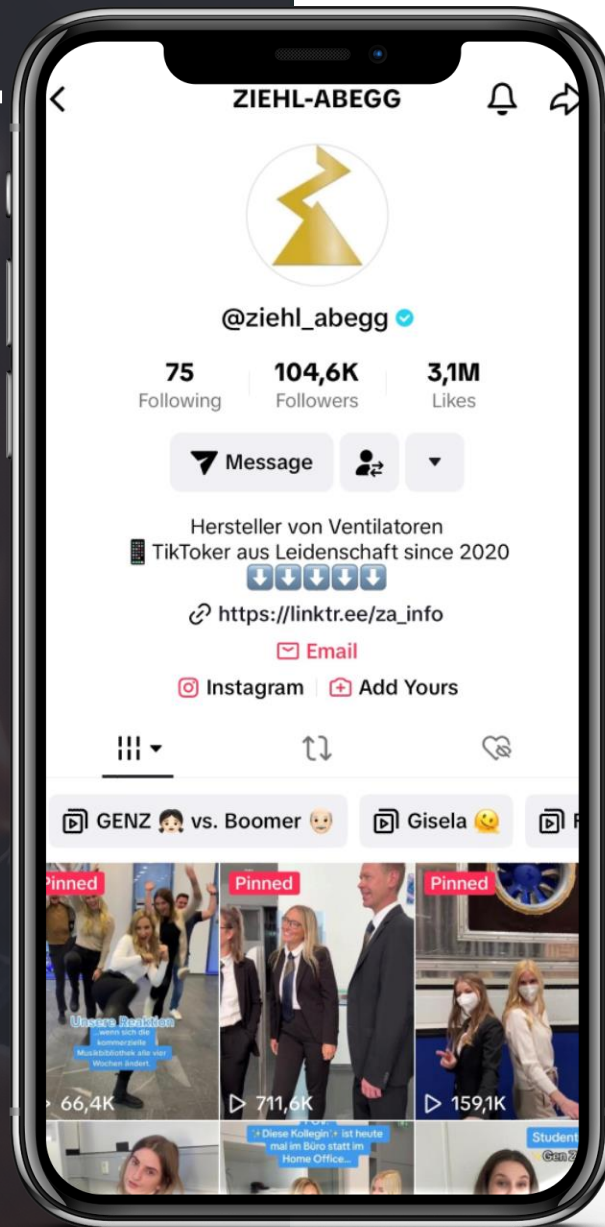 ZIEHL-ABEGG
@ziehl_abegg
75 104,6K 3,1M
Following Followers Likes
Message
Hersteller von Ventilatoren
TikToker aus Leidenschaft since 2020
https://linktr.ee/za_info
Email
Instagram Add Yours
GENZ vs. Boomer Gisela
Pinned Pinned Pinned
Unsere Reaktion
...wenn sich die
kommerzielle
Musikbibliothek alle vier
Wochen ändert.
66,4K 711,6K 159,1K
Diese Kollegin ist heute
mal im Büro statt im
Home Office...
Student
Gen Z